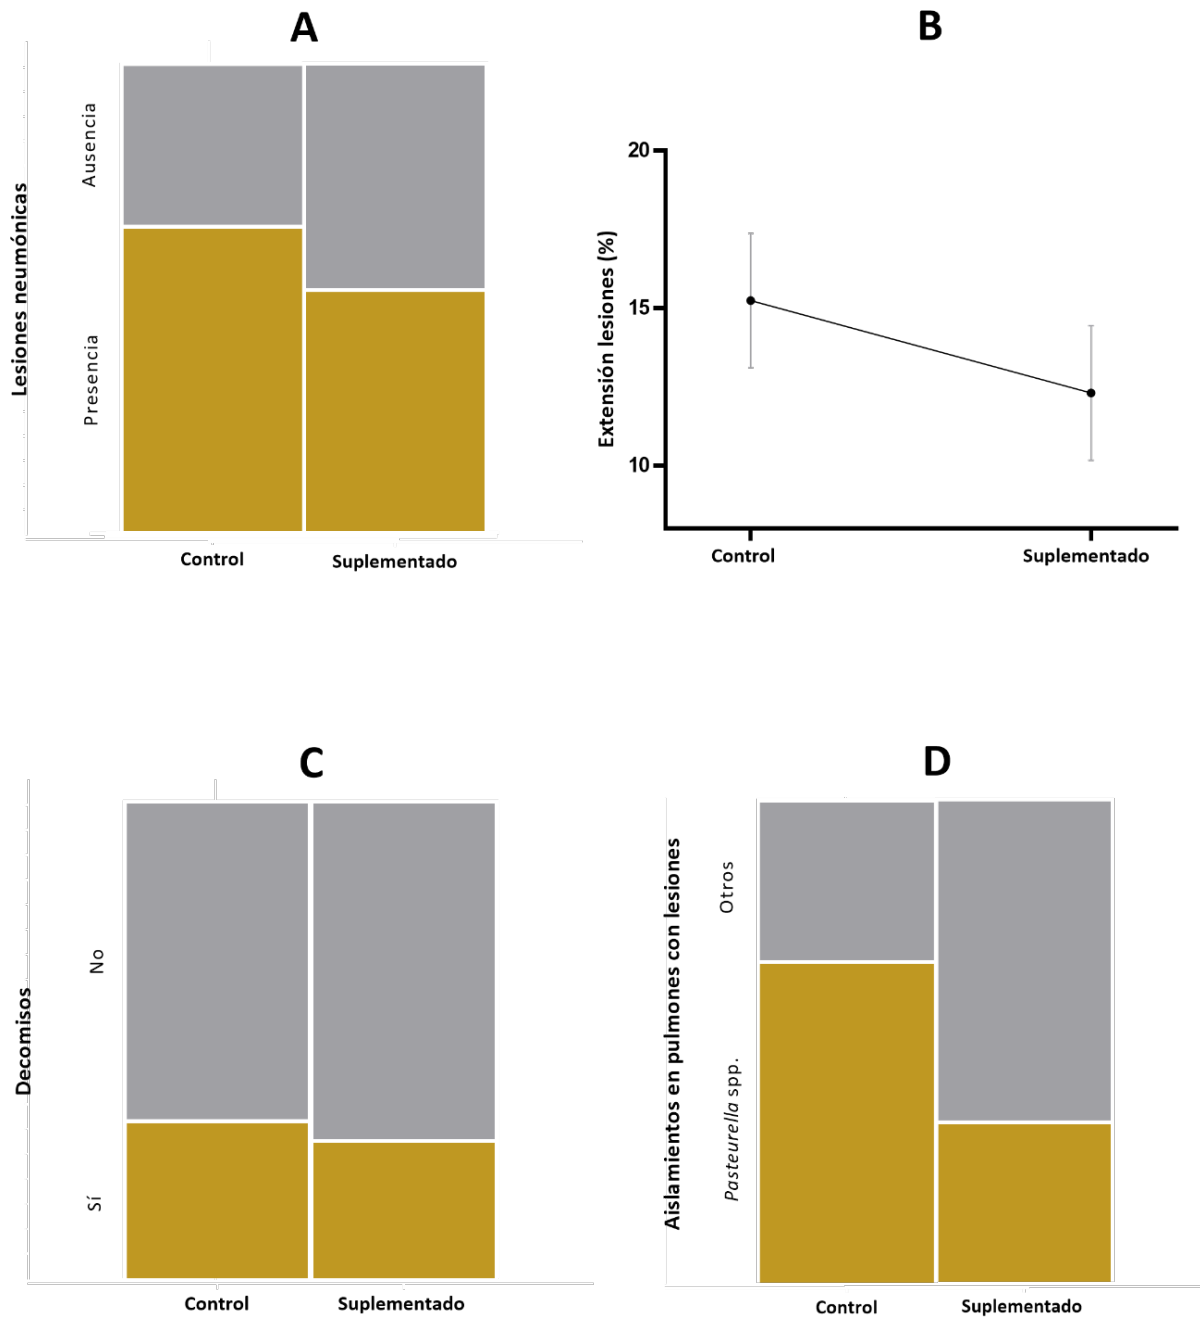 A
Lesiones neumónicas
Ausencia
Presencia
Control
Suplementado
B
Extensión lesiones (%)
20
15
10
Control
Suplementado
C
Decomisos
No
Sí
Control
Suplementado
D
Aislamientos en pulmones con lesiones
Otros
Pasteurella spp.
Control
Suplementado